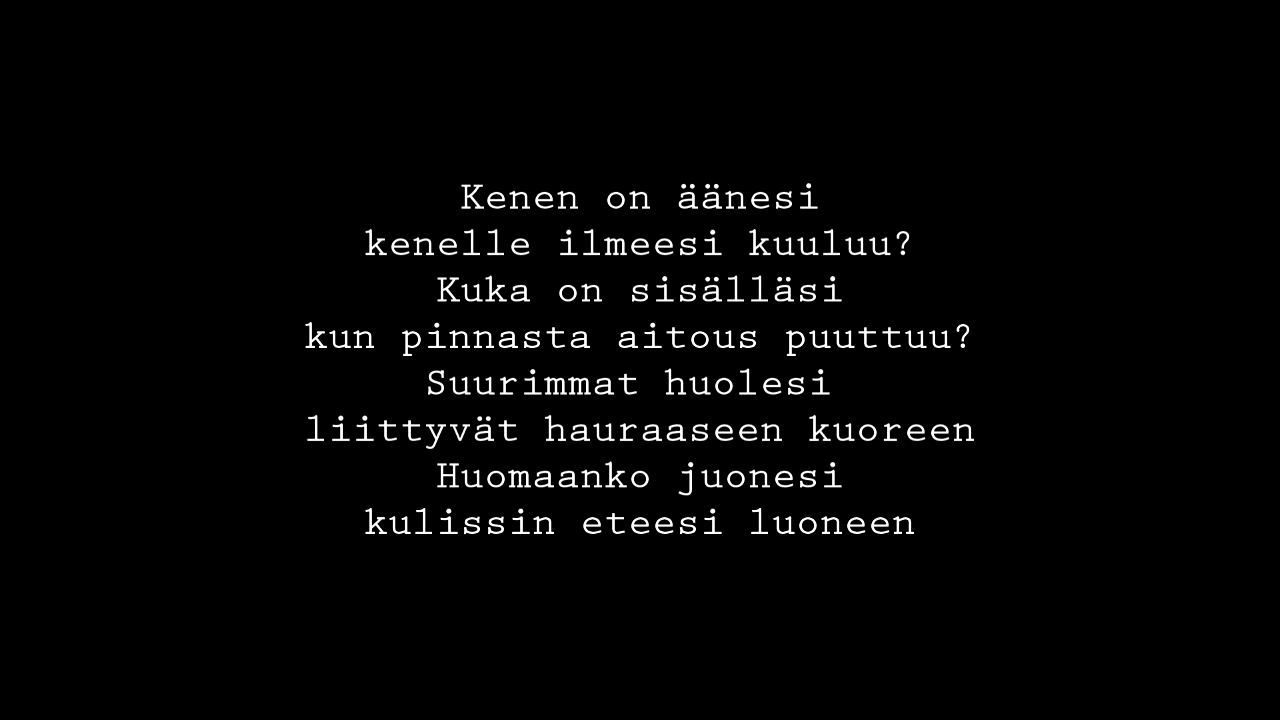 Kenen on äänesi
kenelle ilmeesi kuuluu?
Kuka on sisälläsi
kun pinnasta aitous puuttuu?
Suurimmat huolesi
liittyvät hauraaseen kuoreen
Huomaanko juonesi
kulissin eteesi luoneen